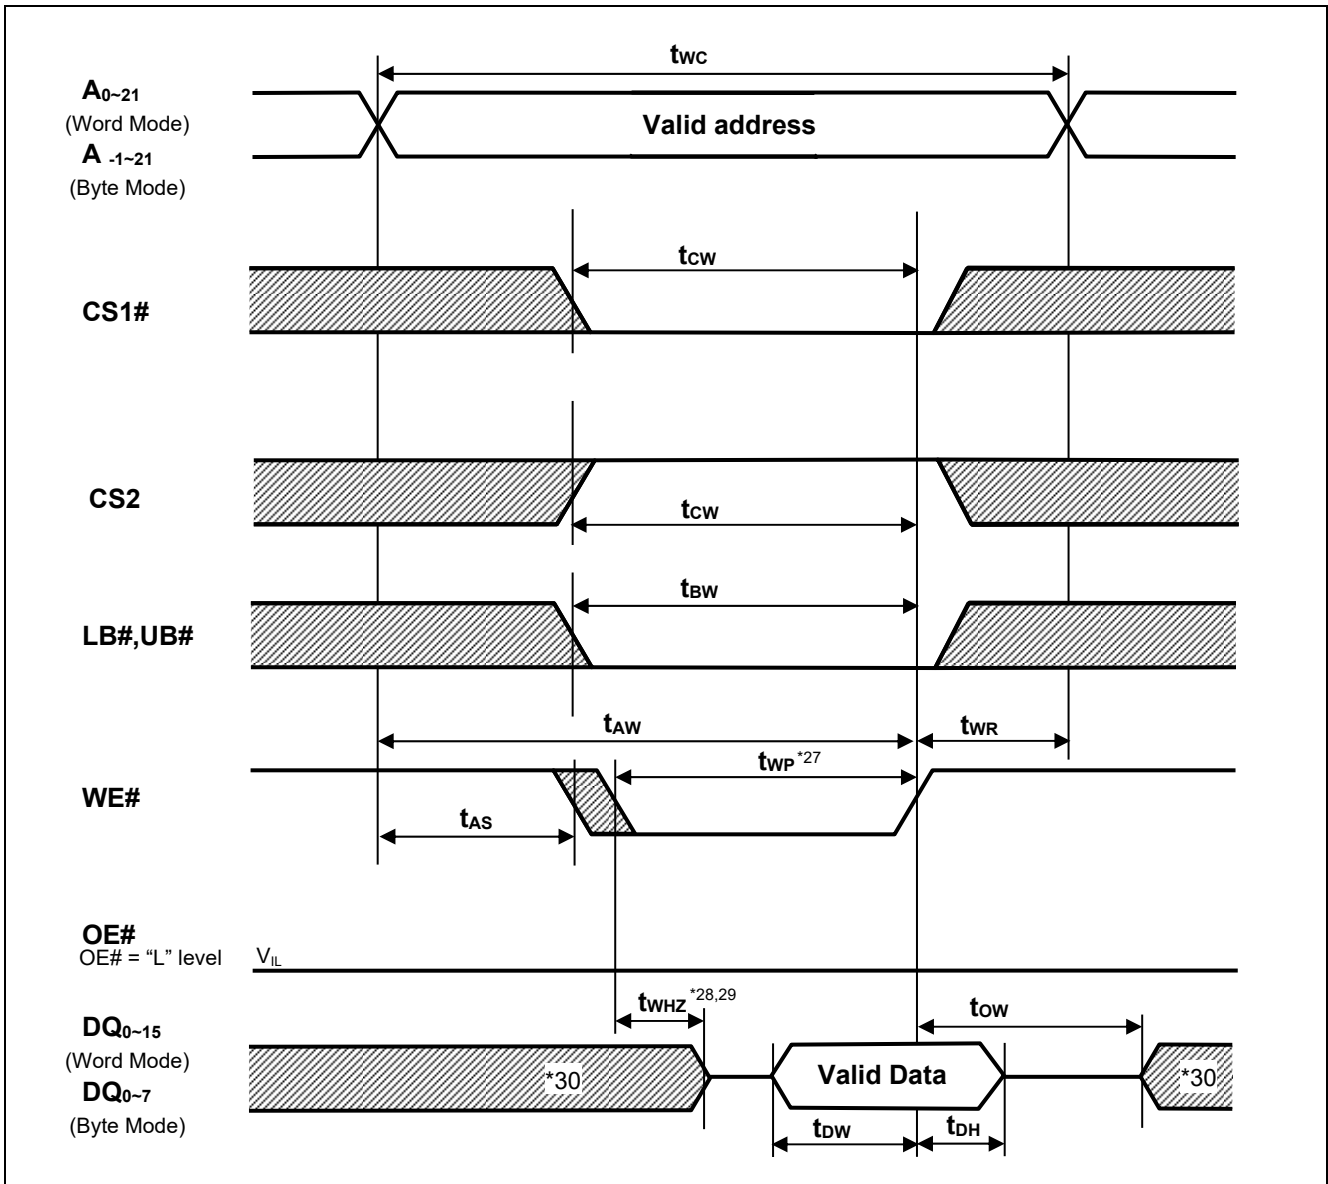 tWC
A0~21
(Word Mode)
Valid address
A -1~21
(Byte Mode)
tCW
CS1#
CS2
tCW
tBW
LB#,UB#
tAW
tWR
tWP *27
WE#
tAS
OE#
OE# = “L” level VIL
tWHZ *28,29
tOW
DQ0~15
(Word Mode)
*30
Valid Data
*30
DQ0~7
(Byte Mode)
tDW
tDH